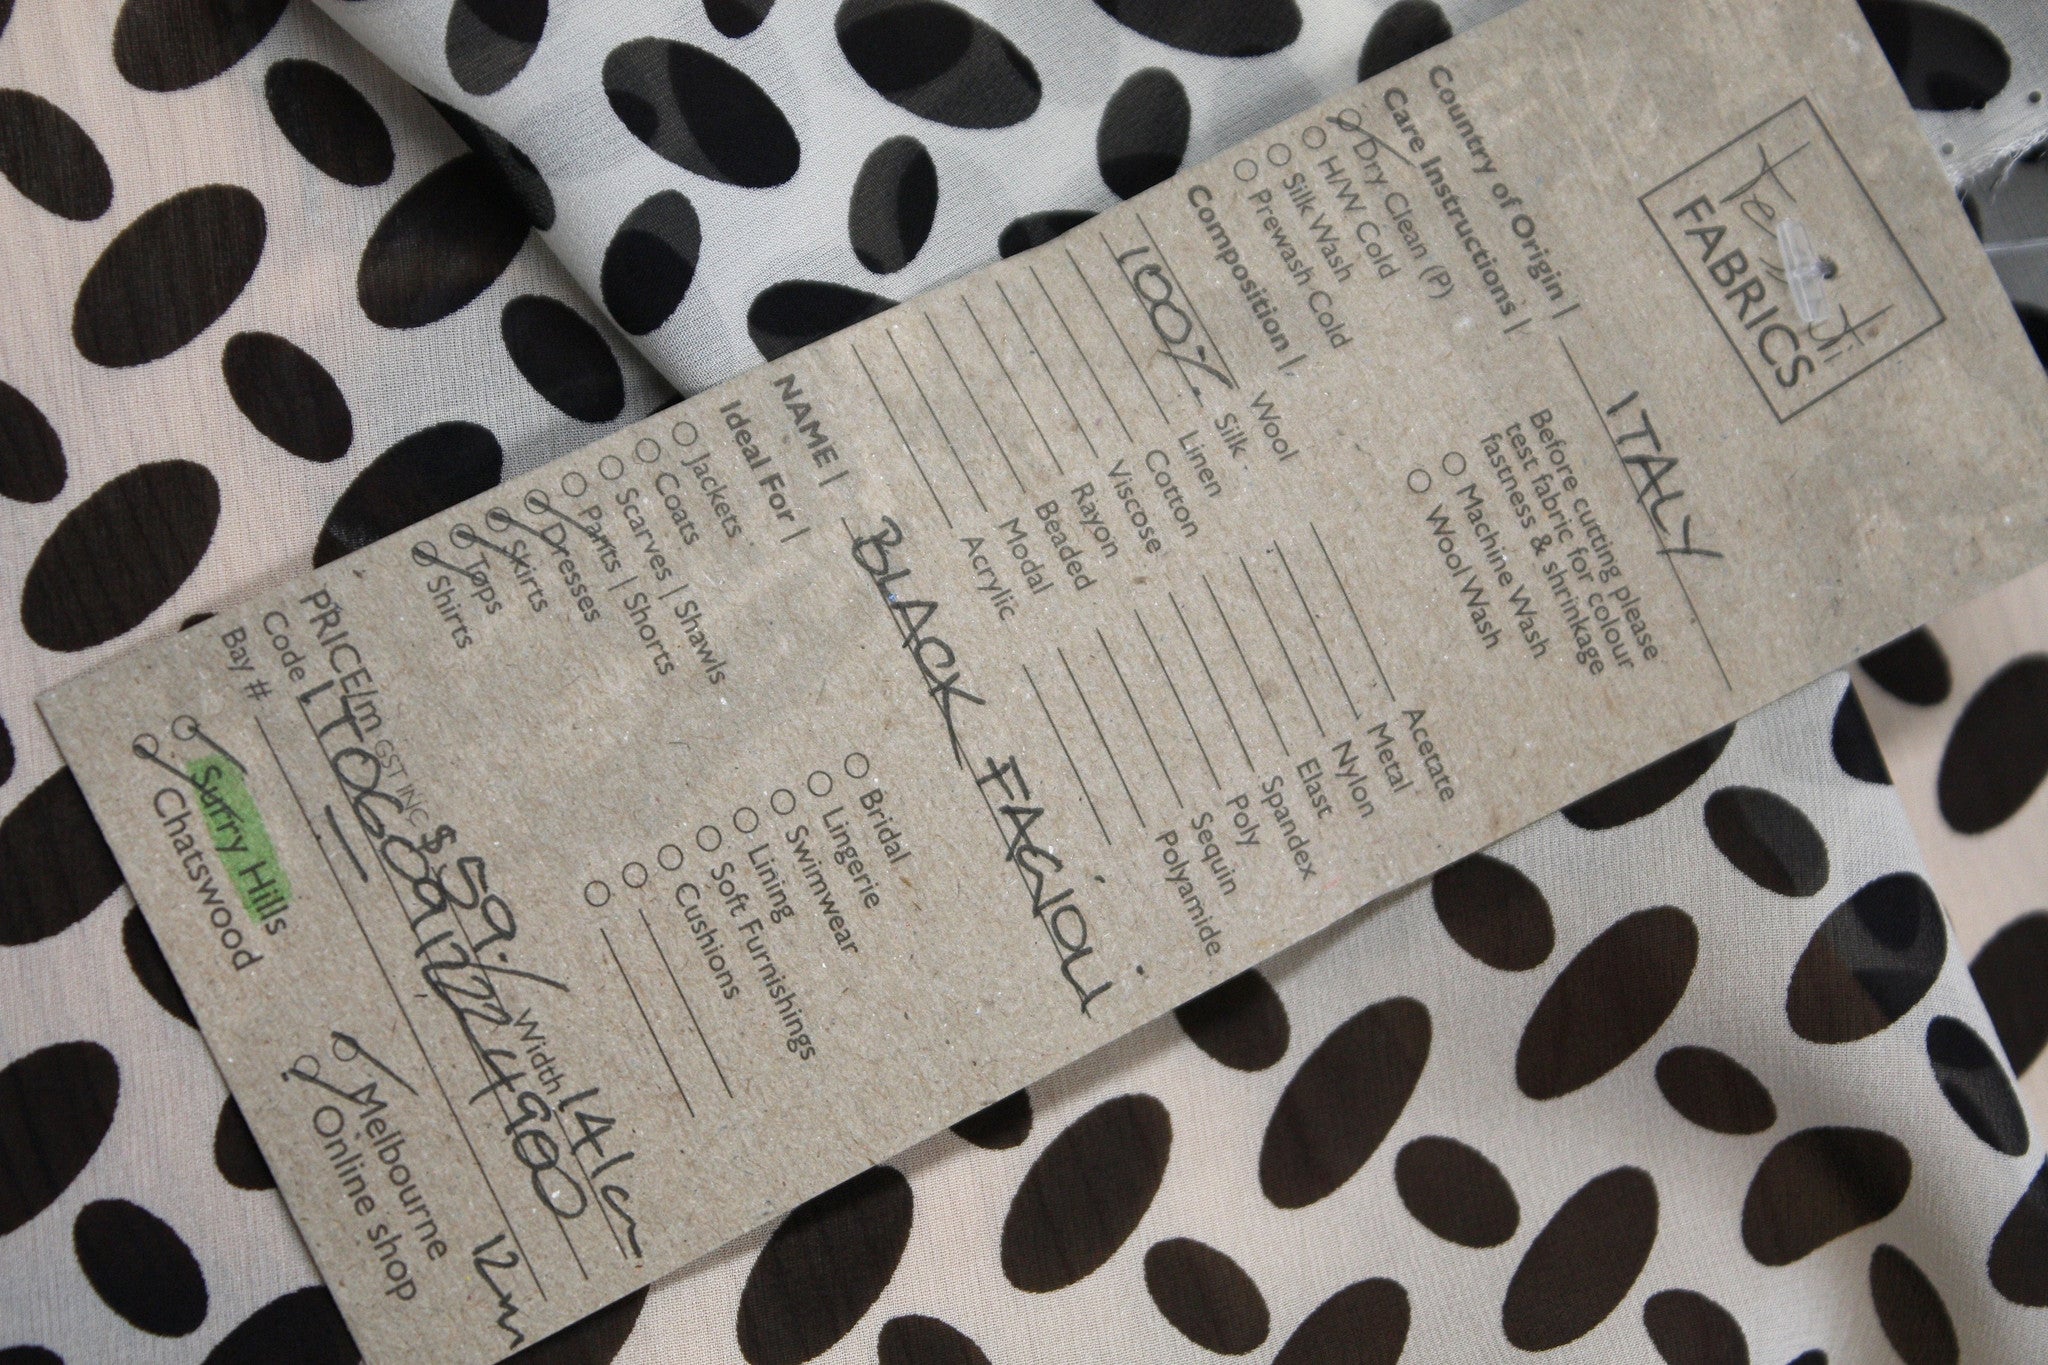 Tessuti
FABRICS
Country of Origin | ITALY
Care Instructions |
Dry Clean (P)
H/W Cold
Silk Wash
Prewash Cold
Before cutting please
test fabric for colour
fastness & shrinkage
Machine Wash
Wool Wash
Composition |
Wool
100% Silk
Linen
Cotton
Viscose
Rayon
Beaded
Modal
Acrylic
Acetate
Metal
Nylon
Elast
Spandex
Poly
Sequin
Polyamide
NAME | BLACK FAGIOLI
Ideal For |
Jackets
Coats
Scarves | Shawls
Pants | Shorts
Dresses
Skirts
Tops
Shirts
Bridal
Lingerie
Swimwear
Lining
Soft Furnishings
Cushions
PRICE/m GST INC $59./ Width 141cm
Code
Bay # 12m
Surry Hills
Chatswood
Melbourne
Online shop